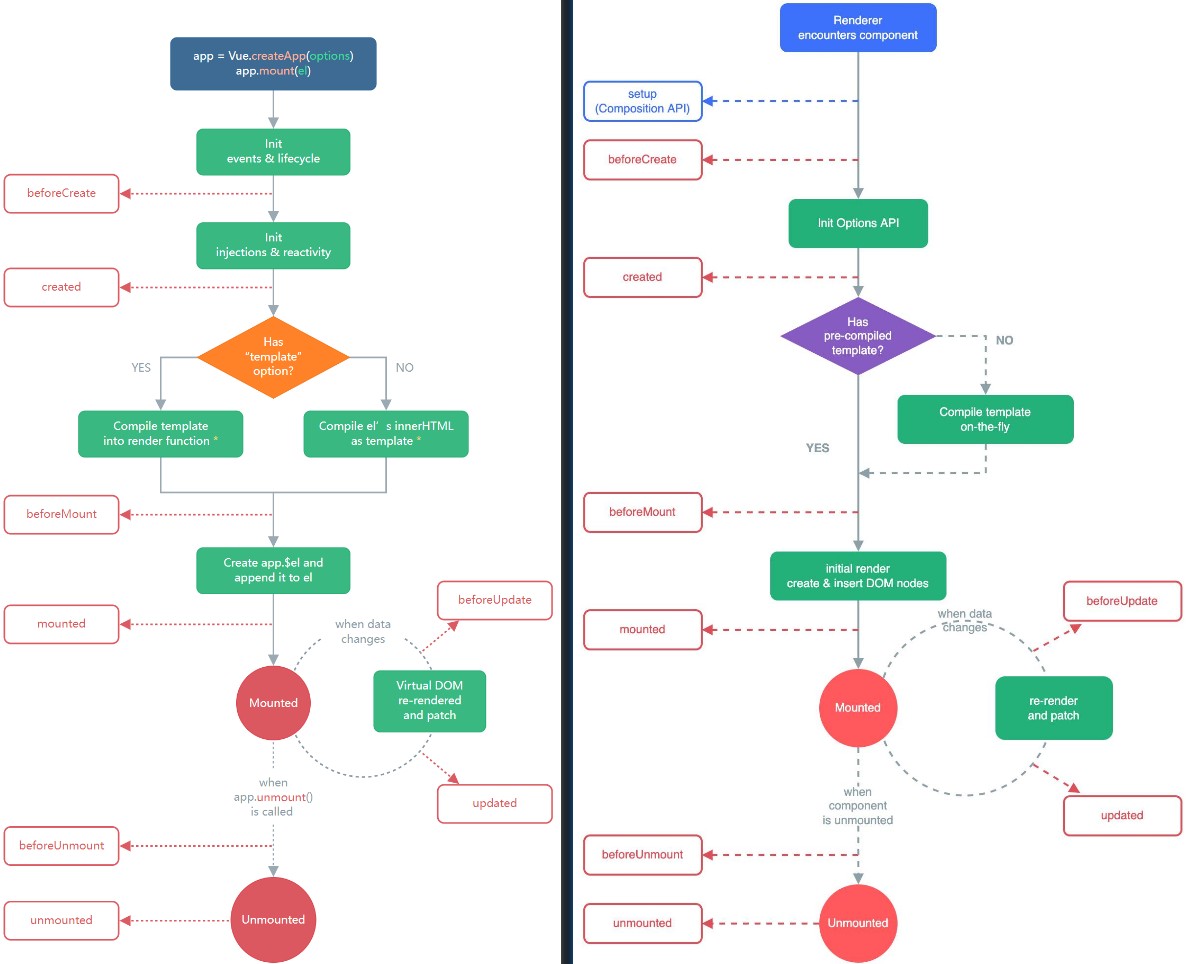 app = Vue.createApp(options)
app.mount(el)
Init
events & lifecycle
beforeCreate
Init
injections & reactivity
created
Has
“template”
option?
YES
NO
Compile template
into render function *
Compile el’s innerHTML
as template *
beforeMount
Create app.$el and
append it to el
mounted
when data
changes
beforeUpdate
Mounted
Virtual DOM
re-rendered
and patch
when
app.unmount()
is called
updated
beforeUnmount
unmounted
Unmounted
Renderer
encounters component
setup
(Composition API)
beforeCreate
Init Options API
created
Has
pre-compiled
template?
NO
Compile template
on-the-fly
YES
beforeMount
initial render
create & insert DOM nodes
mounted
when data
changes
beforeUpdate
Mounted
re-render
and patch
when
component
is unmounted
updated
beforeUnmount
unmounted
Unmounted